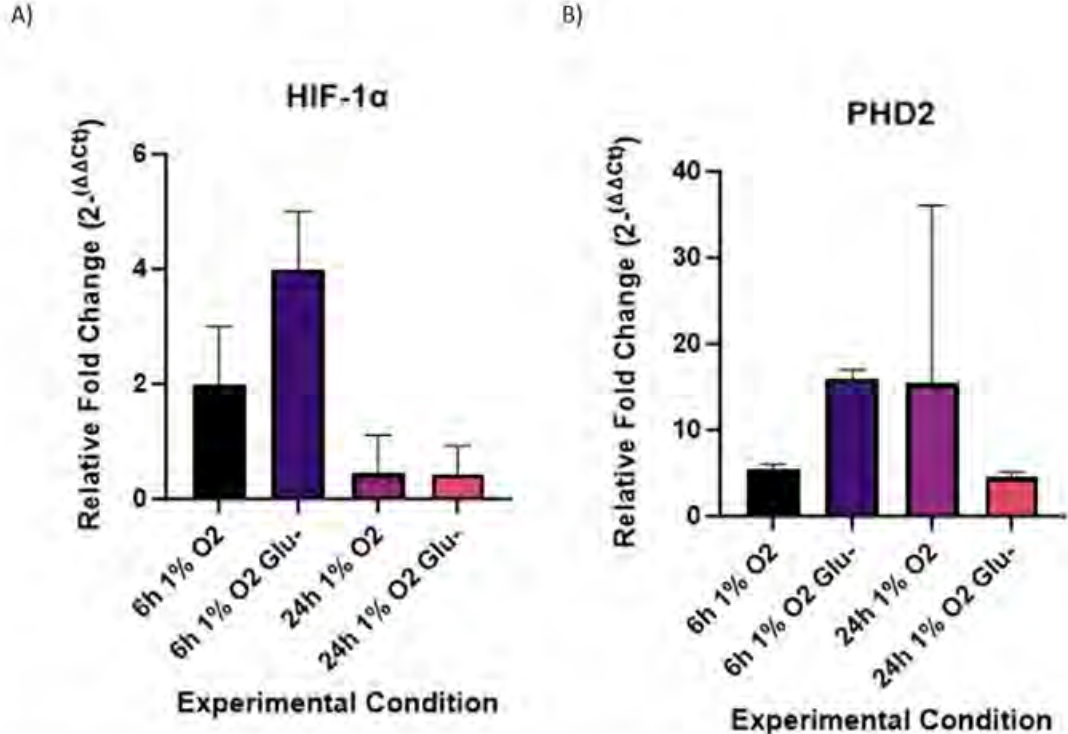 A)
HIF-1α
Relative Fold Change (2-(ΔΔCt))
6
4
2
0
6h 1% O2
6h 1% O2 Glu-
24h 1% O2
24h 1% O2 Glu-
Experimental Condition
B)
PHD2
Relative Fold Change (2-(ΔΔCt))
40
30
20
10
0
6h 1% O2
6h 1% O2 Glu-
24h 1% O2
24h 1% O2 Glu-
Experimental Condition